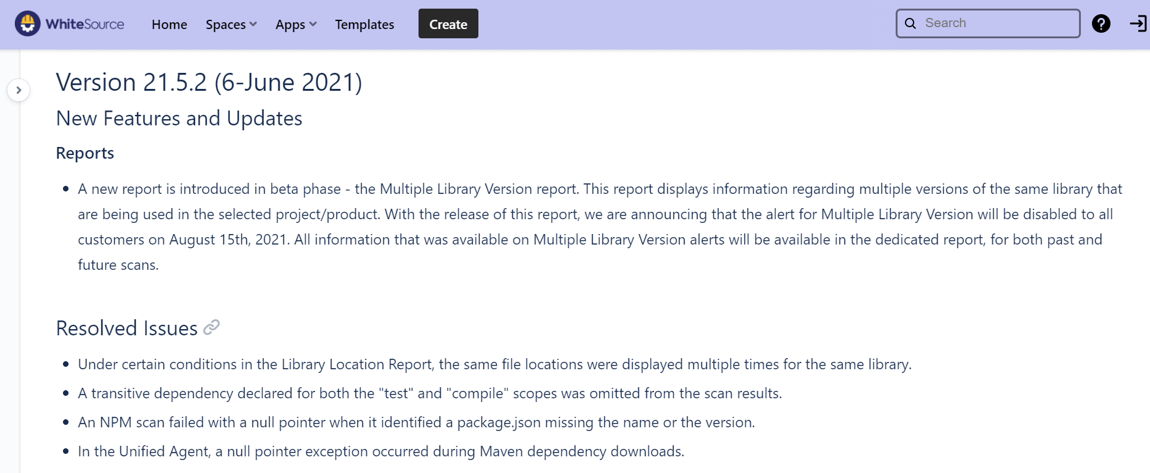 WhiteSource Home Spaces Apps Templates Create Search ?
Version 21.5.2 (6-June 2021)
New Features and Updates
Reports
• A new report is introduced in beta phase - the Multiple Library Version report. This report displays information regarding multiple versions of the same library that
are being used in the selected project/product. With the release of this report, we are announcing that the alert for Multiple Library Version will be disabled to all
customers on August 15th, 2021. All information that was available on Multiple Library Version alerts will be available in the dedicated report, for both past and
future scans.
Resolved Issues
• Under certain conditions in the Library Location Report, the same file locations were displayed multiple times for the same library.
• A transitive dependency declared for both the "test" and "compile" scopes was omitted from the scan results.
• An NPM scan failed with a null pointer when it identified a package.json missing the name or the version.
• In the Unified Agent, a null pointer exception occurred during Maven dependency downloads.